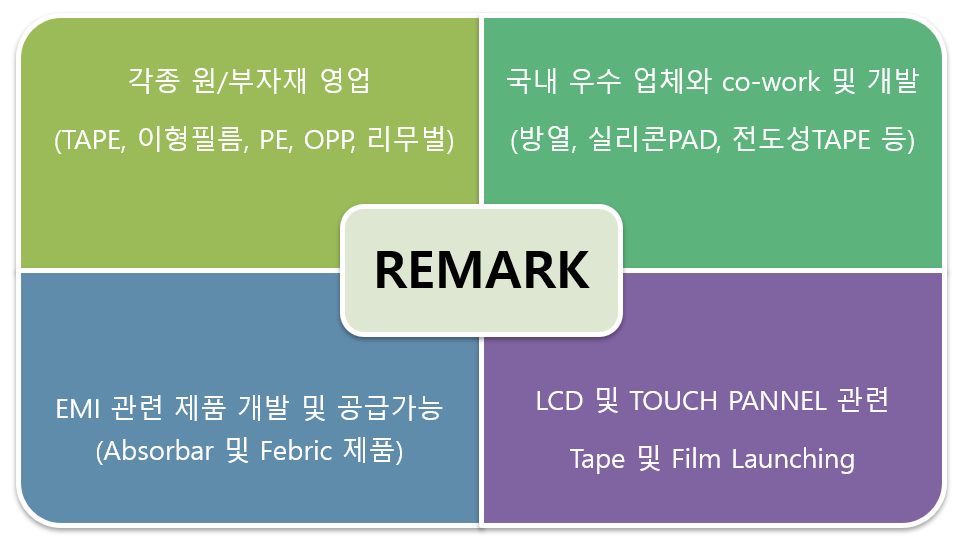 각종 원/부자재 영업
(TAPE, 이형필름, PE, OPP, 리무벌)
국내 우수 업체와 co-work 및 개발
(방열, 실리콘PAD, 전도성TAPE 등)
REMARK
EMI 관련 제품 개발 및 공급가능
(Absorbar 및 Febric 제품)
LCD 및 TOUCH PANNEL 관련
Tape 및 Film Launching